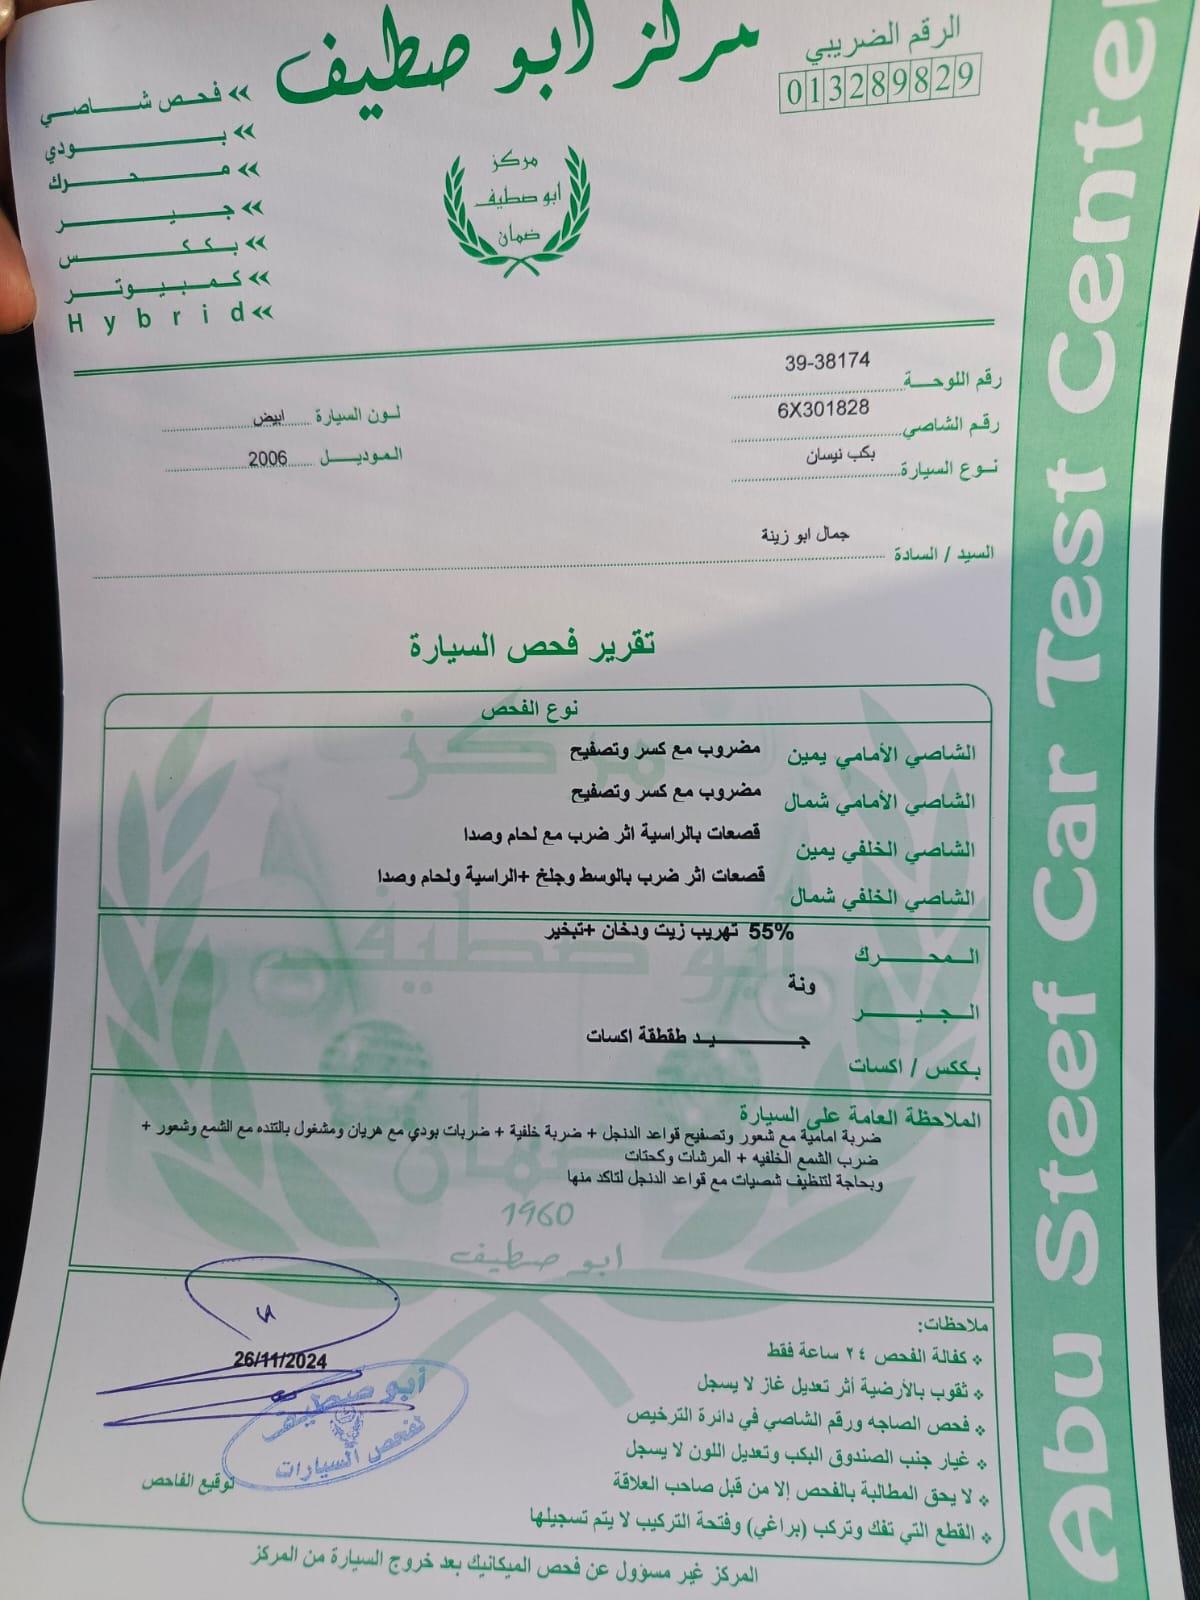 مركز ابو صطيف
الرقم الضريبي
013289829
» فحص شاصي
» بودي
» محرك
» جير
» بككس
» كمبيوتر
» Hybrid
مركز
ابو صطيف
ضمان
رقم اللوحة 39-38174
رقم الشاصي 6X301828
لون السيارة ابيض
نوع السيارة بكب نيسان
الموديل 2006
السيد / السادة جمال ابو زينة
تقرير فحص السيارة
نوع الفحص
الشاصي الأمامي يمين مضروب مع كسر وتصفيح
الشاصي الأمامي شمال مضروب مع كسر وتصفيح
الشاصي الخلفي يمين قصعات بالراسية اثر ضرب مع لحام وصدا
الشاصي الخلفي شمال قصعات اثر ضرب بالوسط وجلخ +الراسية ولحام وصدا
المحرك 55% تهريب زيت ودخان +تبخير
الجير ونة
بككس / اكسات جيد طقطقة اكسات
الملاحظة العامة على السيارة
ضربة امامية مع شعور وتصفيح قواعد الدنجل + ضربة خلفية + ضربات بودي مع هريان ومشغول بالتنده مع الشمع وشعور +
ضرب الشمع الخلفيه + المرشات وكحتات
وبحاجة لتنظيف شصيات مع قواعد الدنجل لتاكد منها
مركز
ابو صطيف
ضمان
1960
ابو صطيف
ملاحظات:
❖ كفالة الفحص ٢٤ ساعة فقط
❖ ثقوب بالأرضية أثر تعديل غاز لا يسجل
❖ فحص الصاجه ورقم الشاصي في دائرة الترخيص
❖ غيار جنب الصندوق البكب وتعديل اللون لا يسجل
❖ لا يحق المطالبة بالفحص إلا من قبل صاحب العلاقة
❖ القطع التي تفك وتركب (براغي) وفتحة التركيب لا يتم تسجيلها
26/11/2024
أبو صطيف
لفحص السيارات
توقيع الفاحص
المركز غير مسؤول عن فحص الميكانيك بعد خروج السيارة من المركز
Abu Steef Car Test Center